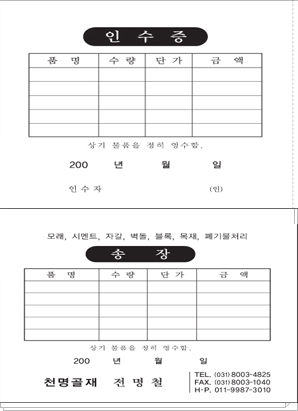 인 수 증
품 명 수 량 단 가 금 액
상기 물품을 정히 영수함.
200 년 월 일
인 수 자 (인)
모래, 시멘트, 자갈, 벽돌, 블록, 목재, 폐기물처리
송 장
품 명 수 량 단 가 금 액
상기 물품을 정히 영수함.
200 년 월 일
천명골재 전 명 철
TEL. (031) 8003-4825
FAX. (031) 8003-1040
H·P. 011-9987-3010